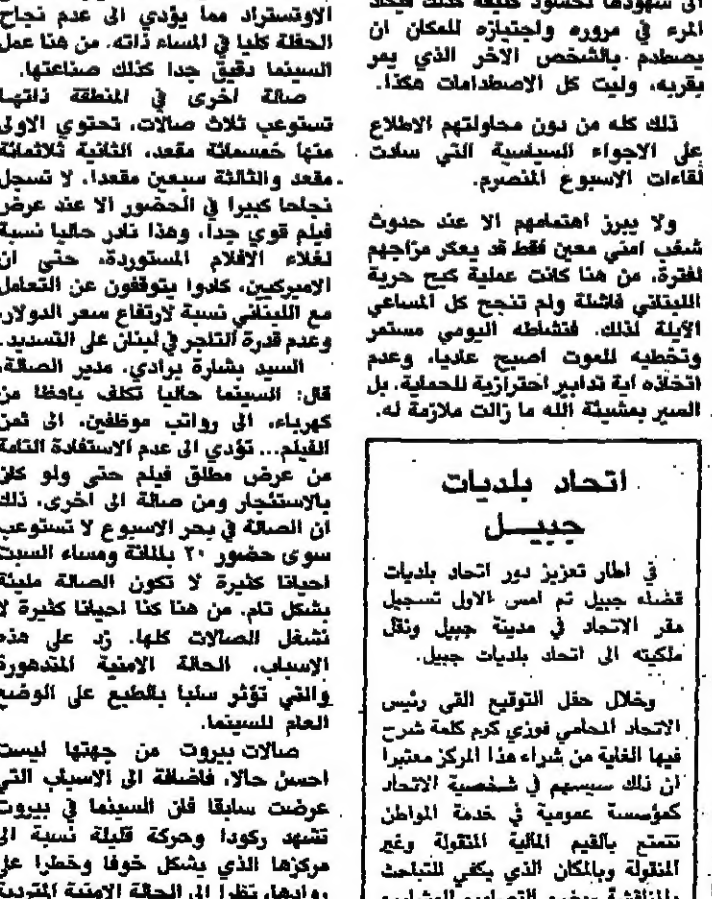 المرء في مروره واجتيازه للمكان ان
يصطدم بالشخص الاخر الذي يمر
بقربه، وليت كل الاصطدامات هكذا.
ذلك كله من دون محاولتهم الاطلاع
على الاجواء السياسية التي سادت
لقاءات الاسبوع المنصرم.
ولا يبرز اهتمامهم الا عند حدوث
شغب امني معين فقط قد يعكر مزاجهم
لفترة، من هنا كانت عملية كبح حرية
اللبناني فاشلة ولم تنجح كل المساعي
الآيلة لذلك. فنشاطه اليومي مستمر
وتخطيه للموت اصبح عاديا، وعدم
اتخاذه اية تدابير احترازية للحماية، بل
السير بمشيئة الله ما زالت ملازمة له.
اتحاد بلديات
جبيــل
في اطار تعزيز دور اتحاد بلديات
قضاء جبيل تم امس الاول تسجيل
مقر الاتحاد في مدينة جبيل ونقل
ملكيته الى اتحاد بلديات جبيل.
وخلال حفل التوقيع القى رئيس
الاتحاد المحامي فوزي كرم كلمة شرح
فيها الغاية من شراء هذا المركز معتبرا
ان ذلك سيسهم في شخصية الاتحاد
كمؤسسة عمومية في خدمة المواطن
تتمتع بالقيم المالية المنقولة وغير
المنقولة وبالمكان الذي يكفي للتباحث
الاوتستراد مما يؤدي الى عدم نجاح
الحفلة كليا في المساء ذاته. من هنا عمل
السينما دقيق جدا كذلك صناعتها.
صالة اخرى في المنطقة ذاتها
تستوعب ثلاث صالات، تحتوي الاولى
منها خمسمائة مقعد، الثانية ثلاثمائة
مقعد والثالثة سبعين مقعدا. لا تسجل
نجاحا كبيرا في الحضور الا عند عرض
فيلم قوي جدا، وهذا نادر حاليا نسبة
لغلاء الافلام المستوردة، حتى ان
الاميركيين، كادوا يتوقفون عن التعامل
مع اللبناني نسبة لارتفاع سعر الدولار،
وعدم قدرة التاجر في لبنان على التسديد.
السيد بشارة برادي، مدير الصالة،
قال: السينما حاليا تكلف باهظا من
كهرباء، الى رواتب موظفين، الى ثمن
الفيلم... تؤدي الى عدم الاستفادة التامة
من عرض مطلق فيلم حتى ولو كان
بالاستئجار ومن صالة الى اخرى، ذلك
ان الصالة في بحر الاسبوع لا تستوعب
سوى حضور ٢٠ بالمائة ومساء السبت
احيانا كثيرة لا تكون الصالة مليئة
بشكل تام. من هنا كنا احيانا كثيرة لا
نشغل الصالات كلها. زد على هذه
الاسباب، الحالة الامنية المتدهورة
والتي تؤثر سلبا بالطبع على الوضع
العام للسينما.
صالات بيروت من جهتها ليست
احسن حالا، فاضافة الى الاسباب التي
عرضت سابقا فان السينما في بيروت
تشهد ركودا وحركة قليلة نسبة الى
مركزها الذي يشكل خوفا وخطرا على
روادها، نظرا الى الحالة الامنية المتردية